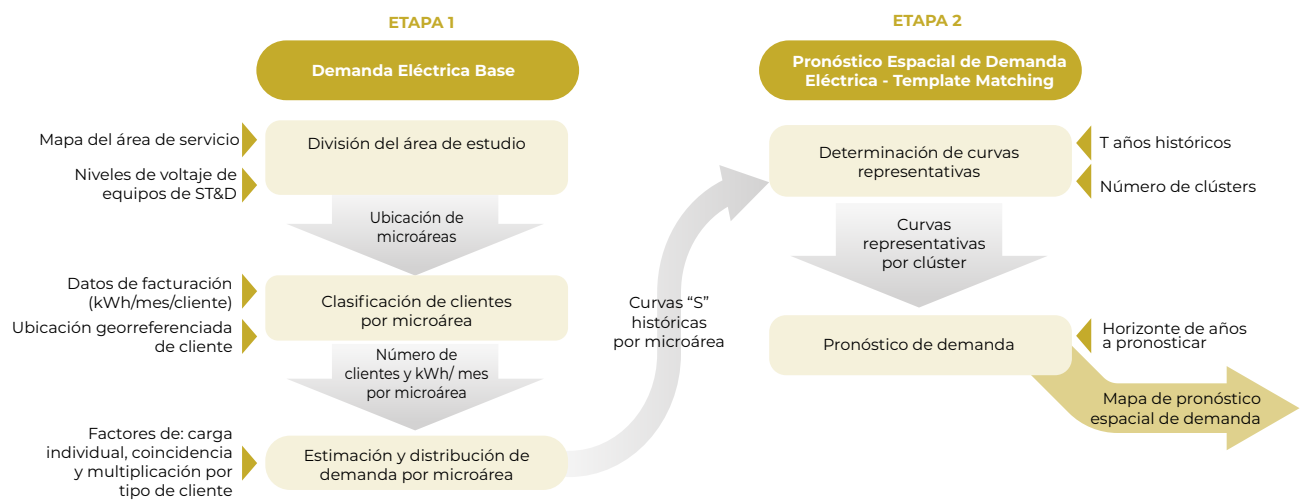 ETAPA 1
Demanda Eléctrica Base
Mapa del área de servicio
Niveles de voltaje de
equipos de ST&D
División del área de estudio
Ubicación de
microáreas
Datos de facturación
(kWh/mes/cliente)
Ubicación georreferenciada
de cliente
Clasificación de clientes
por microárea
Número de
clientes y kWh/ mes
por microárea
Factores de: carga
individual, coincidencia
y multiplicación por
tipo de cliente
Estimación y distribución de
demanda por microárea
Curvas “S”
históricas
por microárea
ETAPA 2
Pronóstico Espacial de Demanda
Eléctrica - Template Matching
Determinación de curvas
representativas
T años históricos
Número de clústers
Curvas
representativas
por clúster
Pronóstico de demanda
Horizonte de años
a pronosticar
Mapa de pronóstico
espacial de demanda